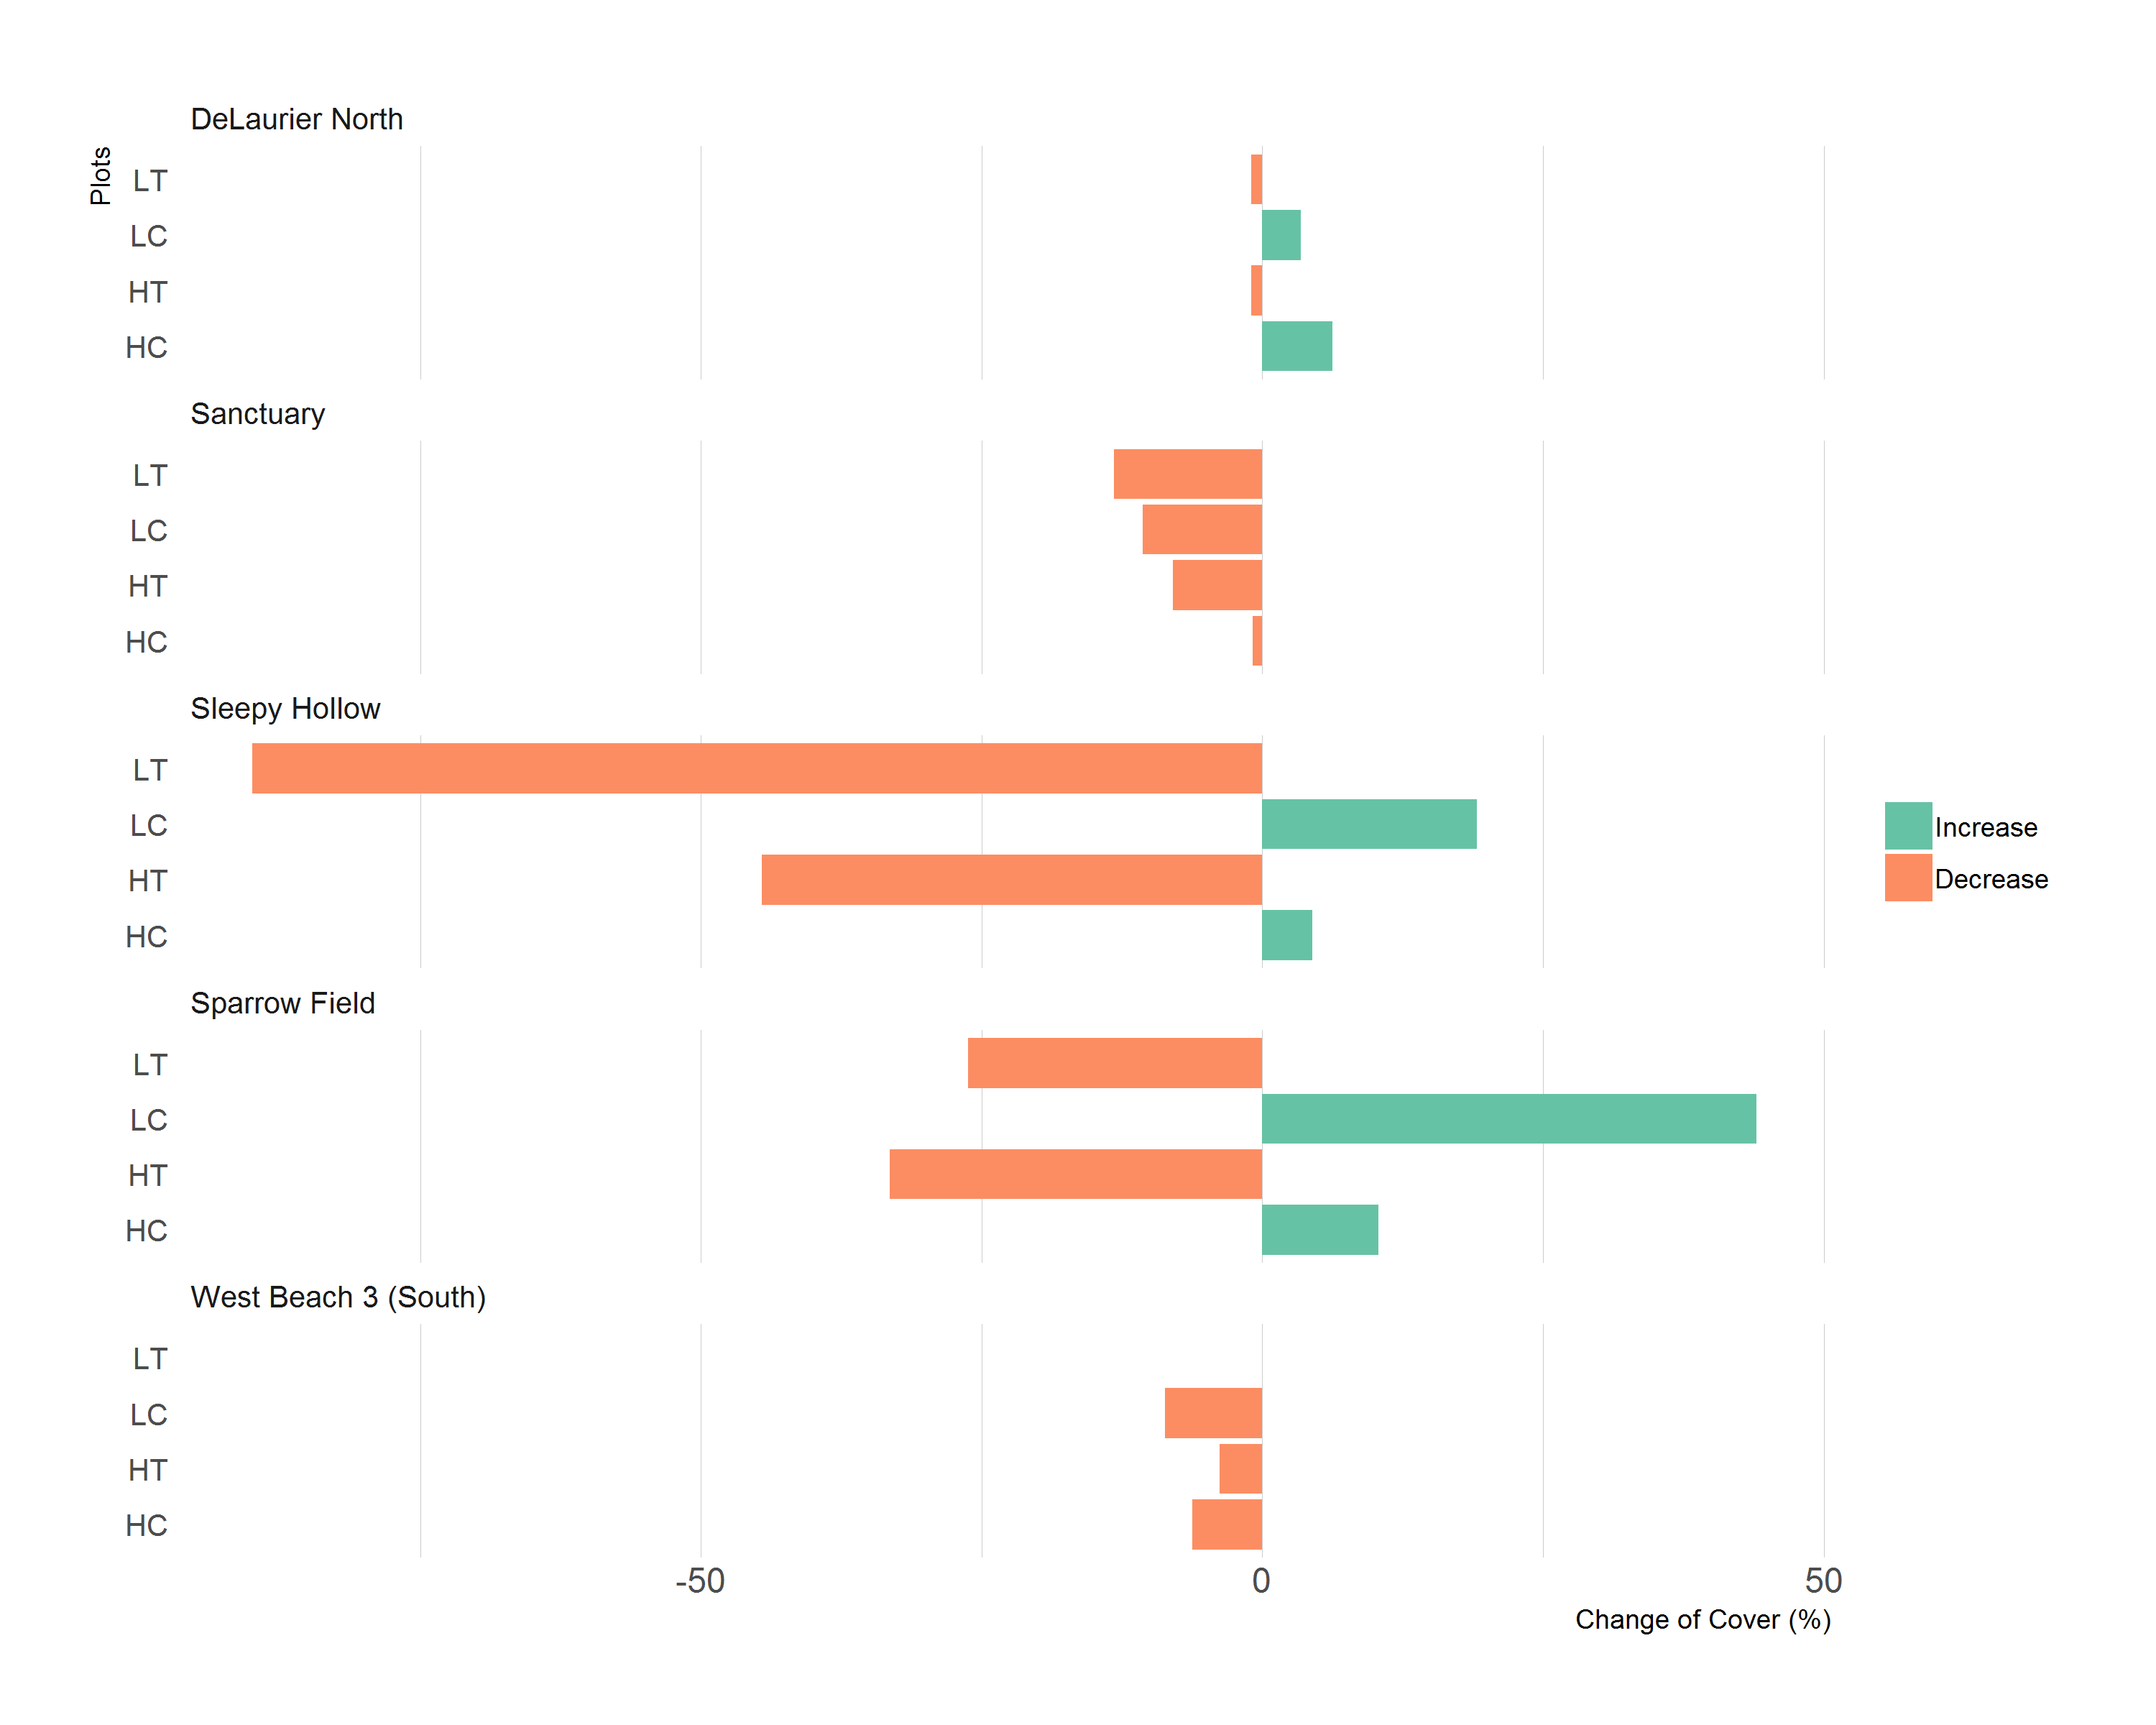 DeLaurier North
Plots
LT
LC
HT
HC
Sanctuary
LT
LC
HT
HC
Sleepy Hollow
LT
LC
HT
HC
Increase
Decrease
Sparrow Field
LT
LC
HT
HC
West Beach 3 (South)
LT
LC
HT
HC
-50 0 50
Change of Cover (%)